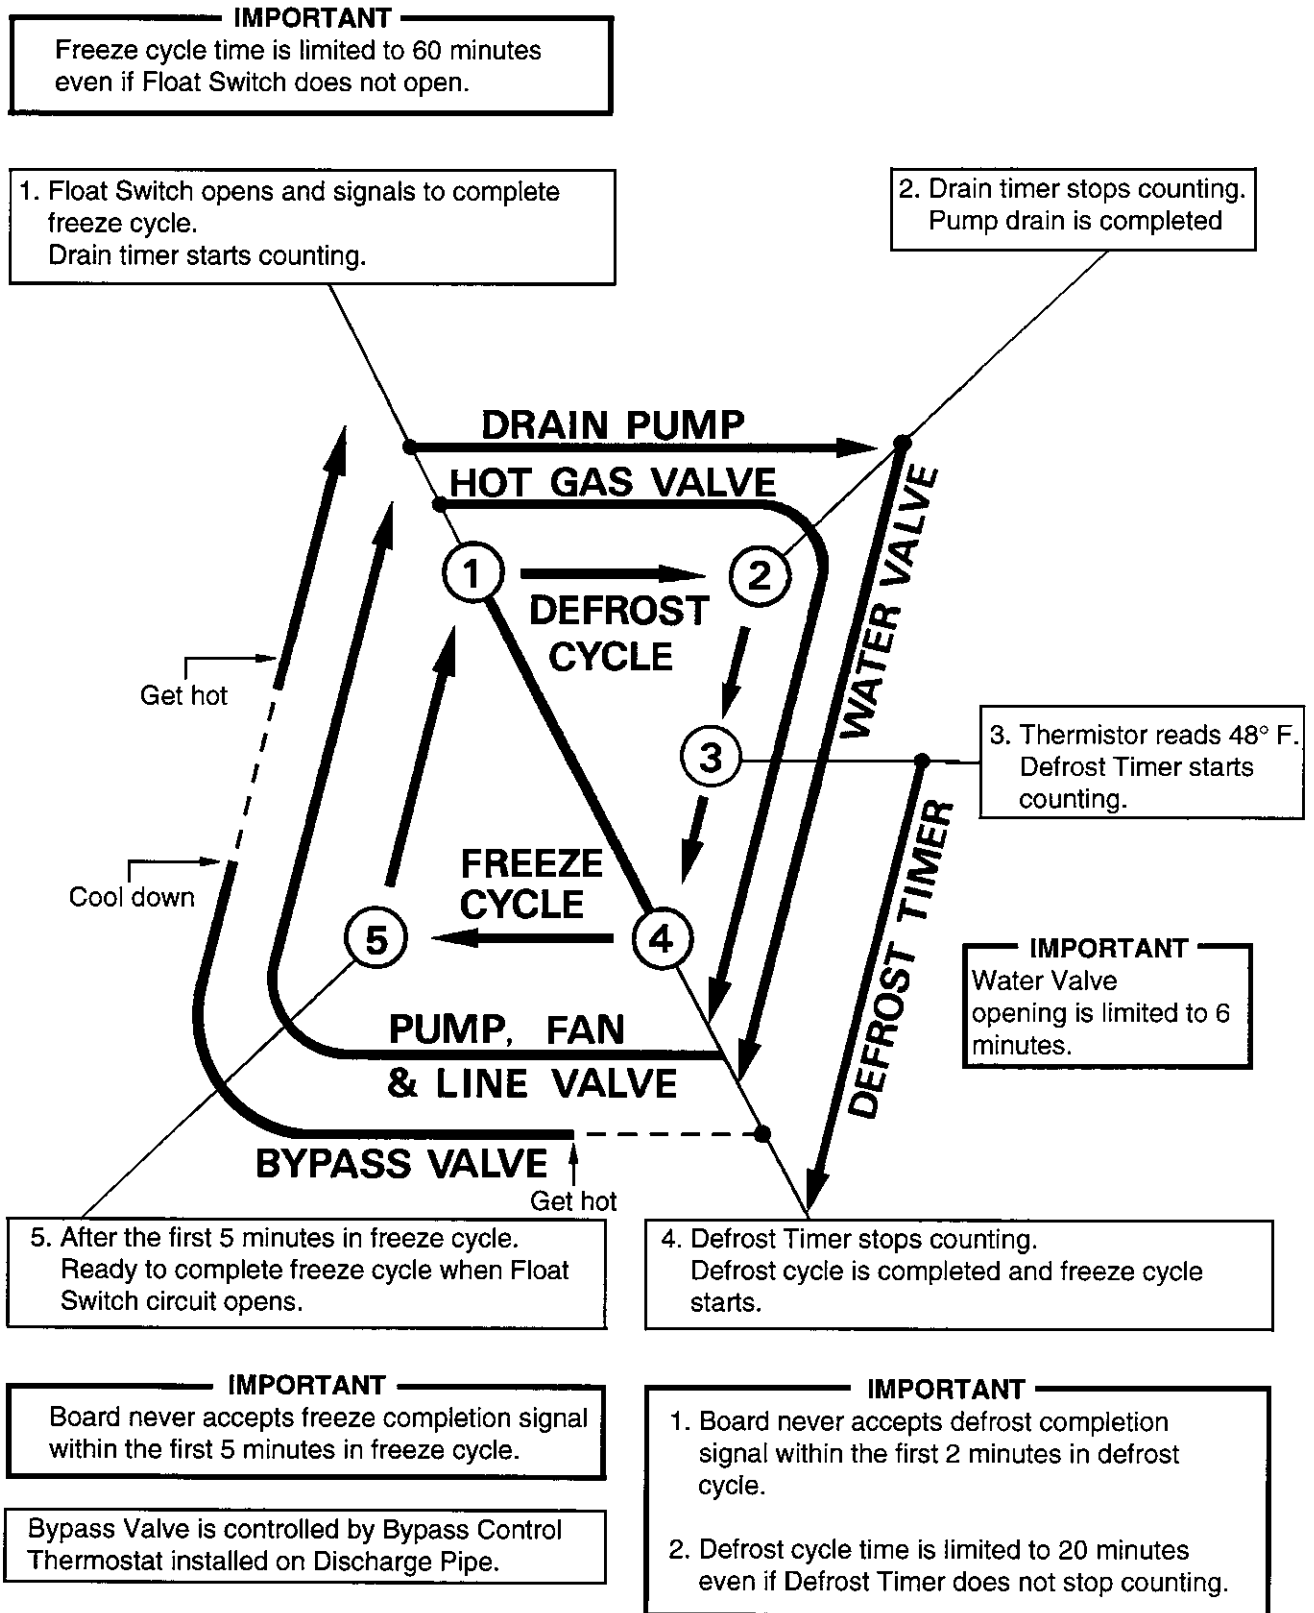 IMPORTANT
Freeze cycle time is limited to 60 minutes
even if Float Switch does not open.
1. Float Switch opens and signals to complete
freeze cycle.
Drain timer starts counting.
2. Drain timer stops counting.
Pump drain is completed
DRAIN PUMP
HOT GAS VALVE
WATER VALVE
1
2
DEFROST
CYCLE
Get hot
3
3. Thermistor reads 48° F.
Defrost Timer starts
counting.
DEFROST TIMER
Cool down
FREEZE
CYCLE
5
4
IMPORTANT
Water Valve
opening is limited to 6
minutes.
PUMP, FAN
& LINE VALVE
BYPASS VALVE
Get hot
5. After the first 5 minutes in freeze cycle.
Ready to complete freeze cycle when Float
Switch circuit opens.
4. Defrost Timer stops counting.
Defrost cycle is completed and freeze cycle
starts.
IMPORTANT
Board never accepts freeze completion signal
within the first 5 minutes in freeze cycle.
Bypass Valve is controlled by Bypass Control
Thermostat installed on Discharge Pipe.
IMPORTANT
1. Board never accepts defrost completion
signal within the first 2 minutes in defrost
cycle.
2. Defrost cycle time is limited to 20 minutes
even if Defrost Timer does not stop counting.